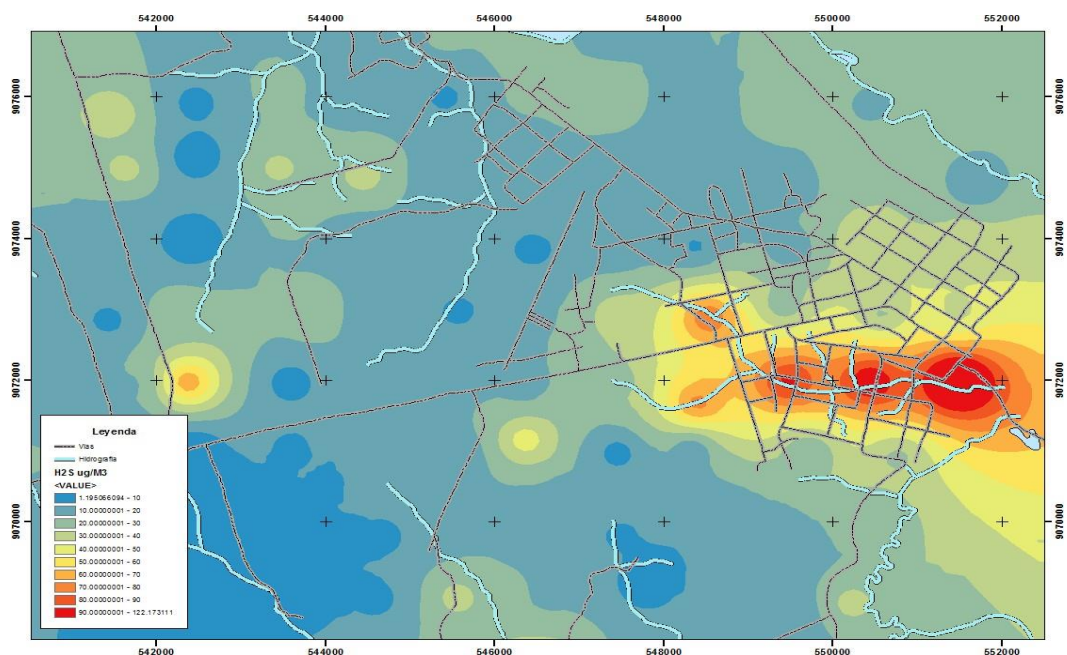 542000 544000 546000 548000 550000 552000
9076000 9076000
9074000 9074000
9072000 9072000
9070000 9070000
Leyenda
Vias
Hidrografia
H2S ug/M3
<VALUE>
1.195066094 - 10
10.00000001 - 20
20.00000001 - 30
30.00000001 - 40
40.00000001 - 50
50.00000001 - 60
60.00000001 - 70
70.00000001 - 80
80.00000001 - 90
90.00000001 - 122.173111
542000 544000 546000 548000 550000 552000